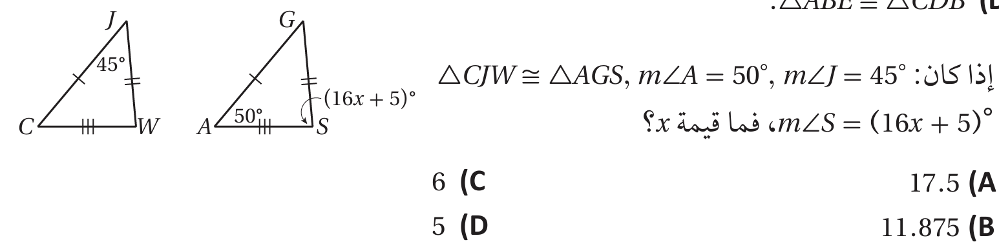 .△ABE ≅ △CDB
إذا كان: △CJW ≅ △AGS, m∠A = 50°, m∠J = 45°
m∠S = (16x + 5)°، فما قيمة x؟
17.5 (A
6 (C
11.875 (B
5 (D
J
45°
C
W
G
(16x + 5)°
50°
A
S